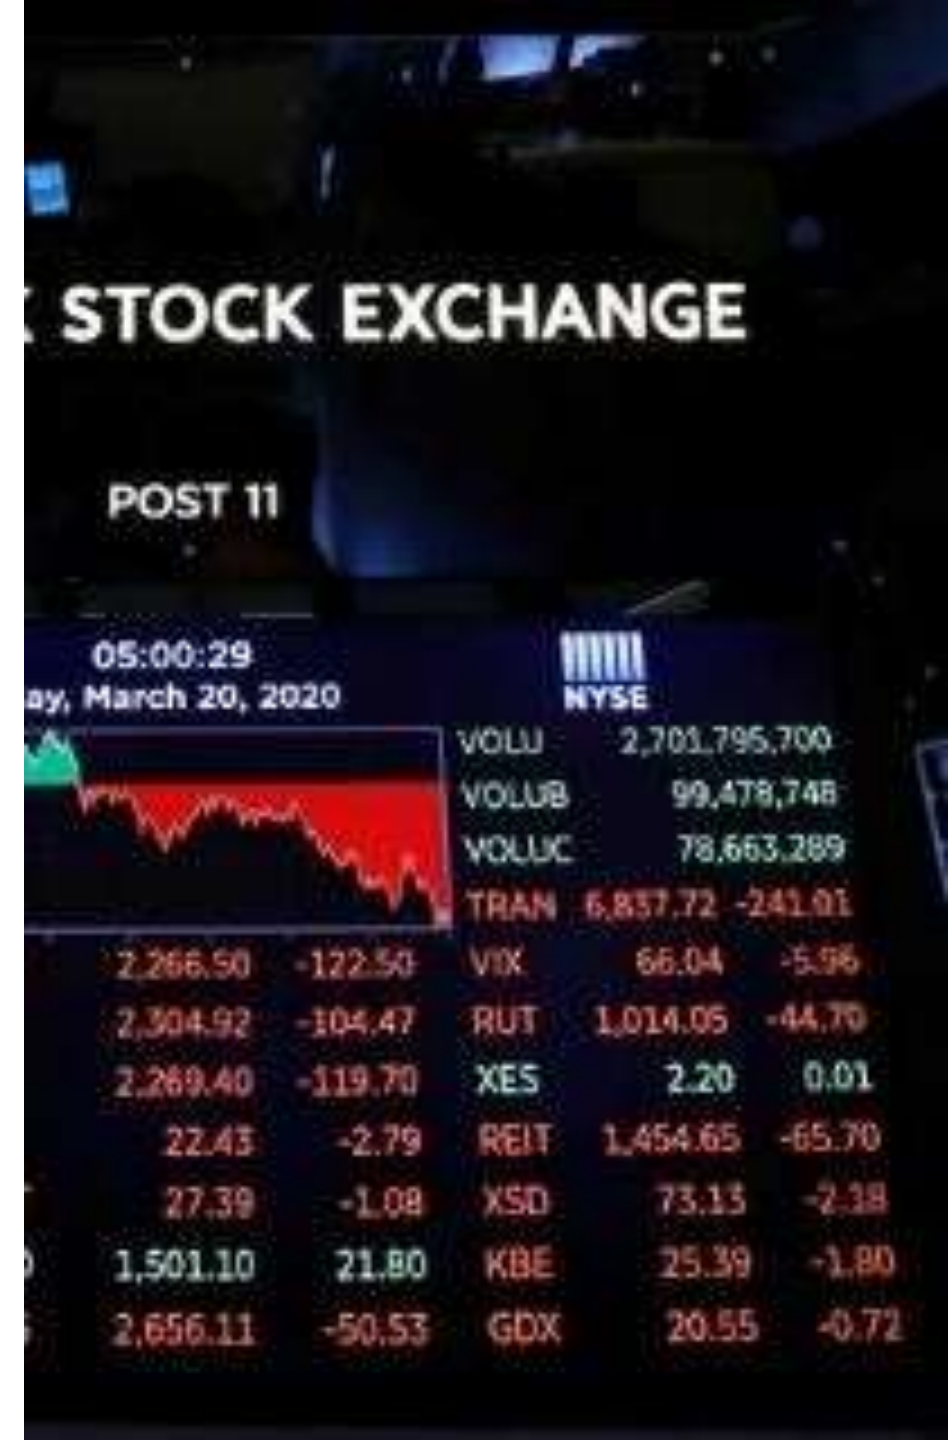 STOCK EXCHANGE
POST 11
05:00:29
ay, March 20, 2020
NYSE
VOLU 2,701,795,700
VOLUB 99,478,748
VOLUC 78,663,289
TRAN 6,837.72 -241.01
2,266.50 -122.50 VIX 66.04 -5.96
2,304.92 -104.47 RUT 1,014.05 -44.70
2,269.40 -119.70 XES 2.20 0.01
22.43 -2.79 REIT 1,454.65 -65.70
27.39 -1.08 XSD 73.13 -2.18
1,501.10 21.80 KBE 25.39 -1.80
2,656.11 -50.53 GDX 20.55 -0.72